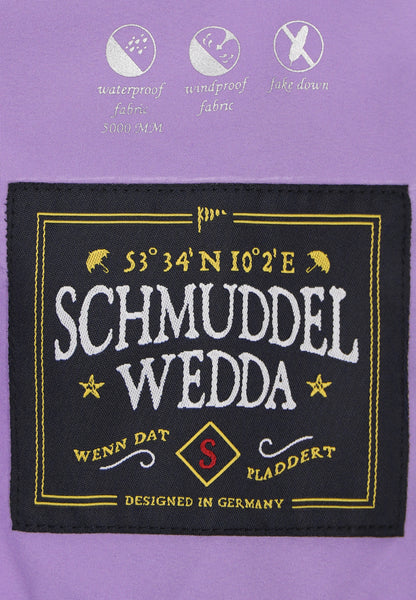 waterproof fabric 5000 MM
windproof fabric
fake down
53° 34' N 10° 2' E
SCHMUDDEL
WEDDA
WENN DAT S PLADDERT
DESIGNED IN GERMANY